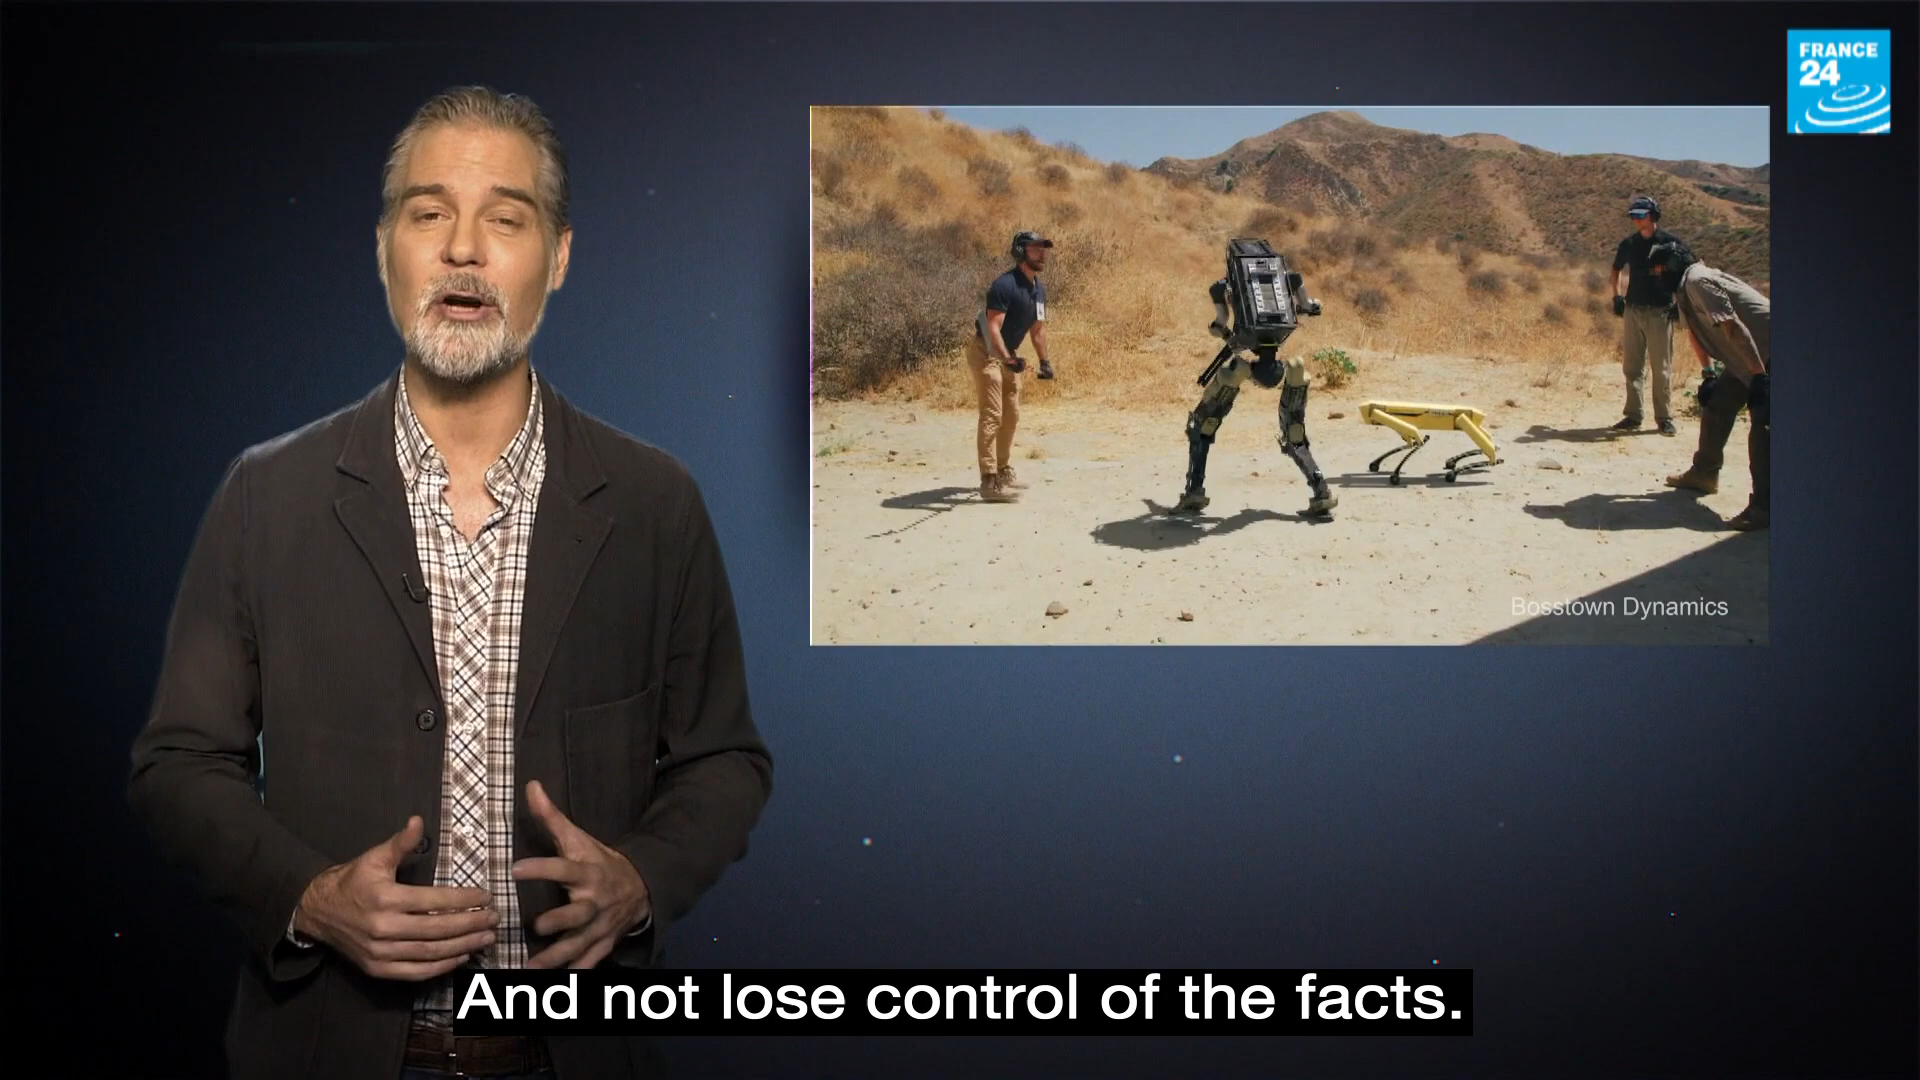 FRANCE
24
Bosstown Dynamics
And not lose control of the facts.